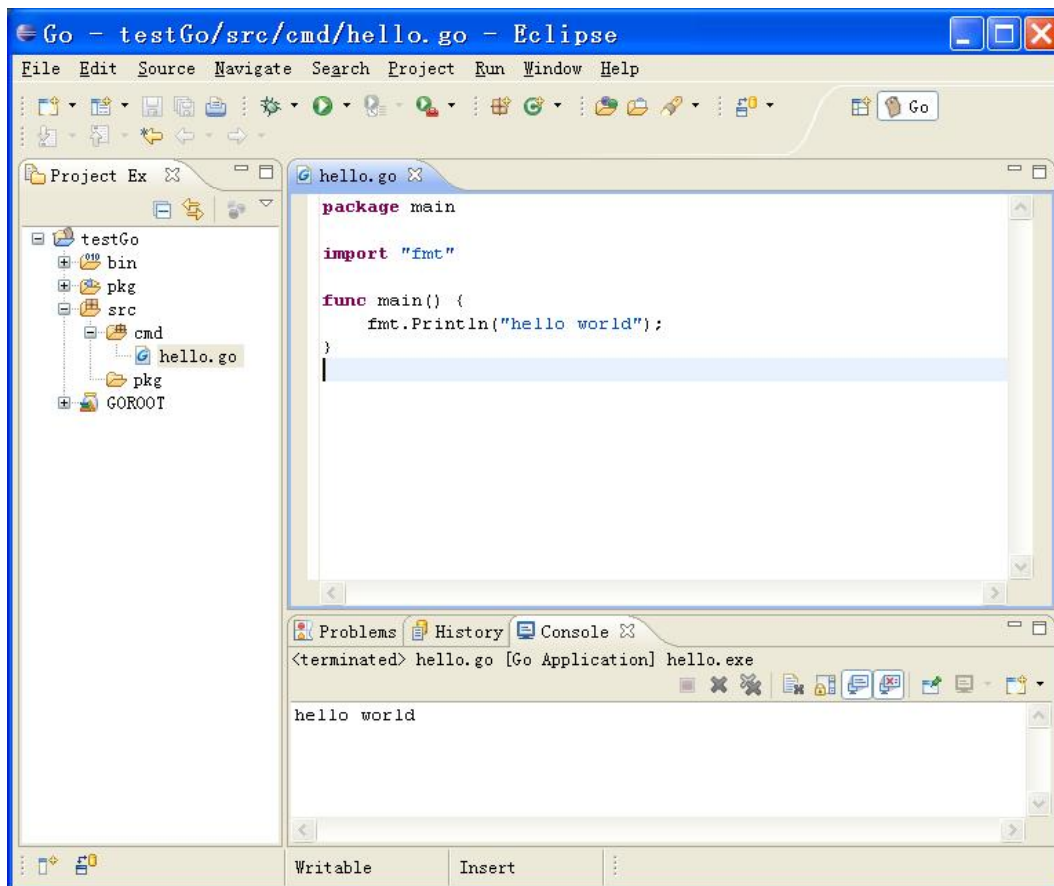 Go - testGo/src/cmd/hello.go - Eclipse
File Edit Source Navigate Search Project Run Window Help
Go
Project Ex
testGo
bin
pkg
src
cmd
hello.go
pkg
GOROOT
hello.go
package main
import "fmt"
func main() {
fmt.Println("hello world");
}
Problems History Console
<terminated> hello.go [Go Application] hello.exe
hello world
Writable Insert